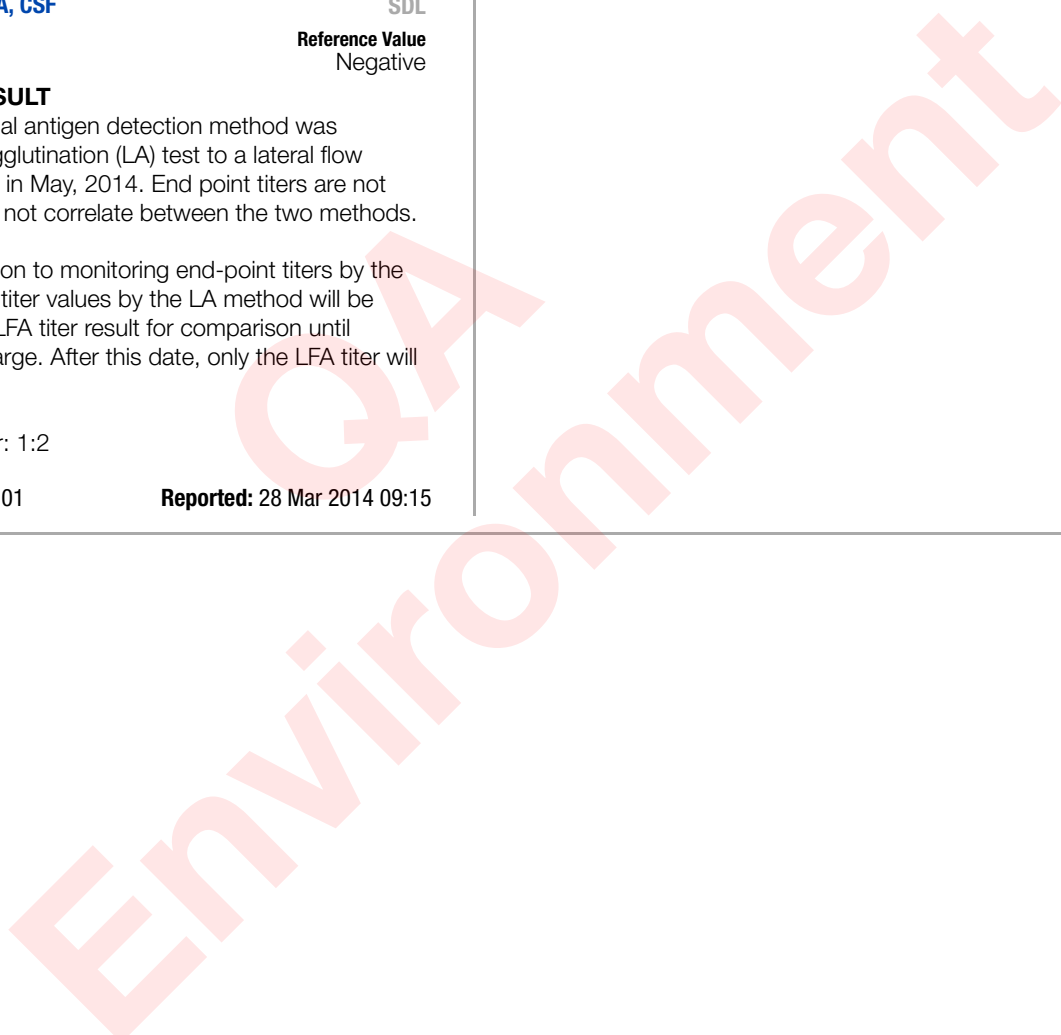 A, CSF
SDL
Reference Value
Negative
SULT
al antigen detection method was
gglutination (LA) test to a lateral flow
in May, 2014. End point titers are not
not correlate between the two methods.
on to monitoring end-point titers by the
titer values by the LA method will be
LFA titer result for comparison until
arge. After this date, only the LFA titer will
r: 1:2
01 Reported: 28 Mar 2014 09:15
QA
Environment